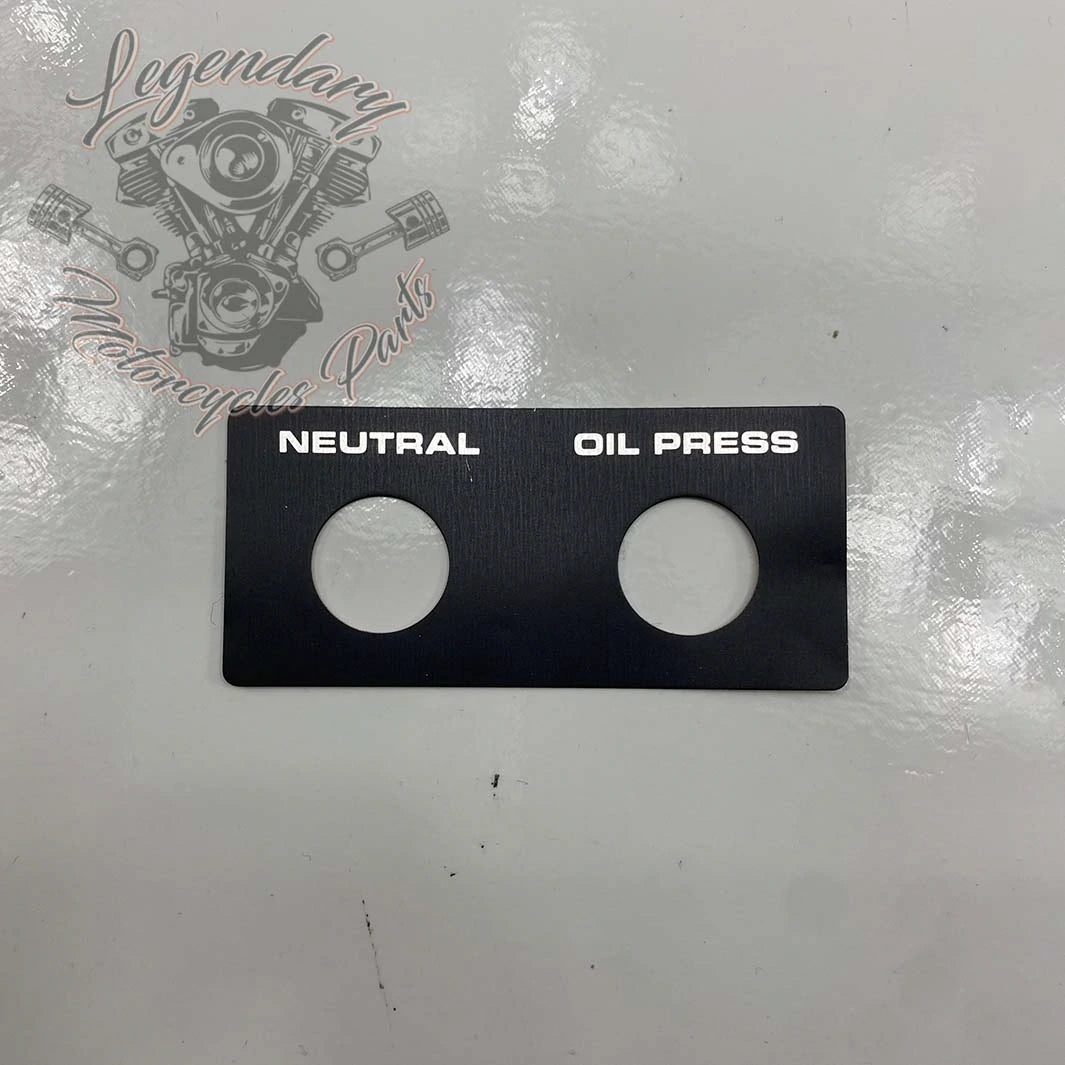 Legendary
Motorcycles Parts
NEUTRAL OIL PRESS